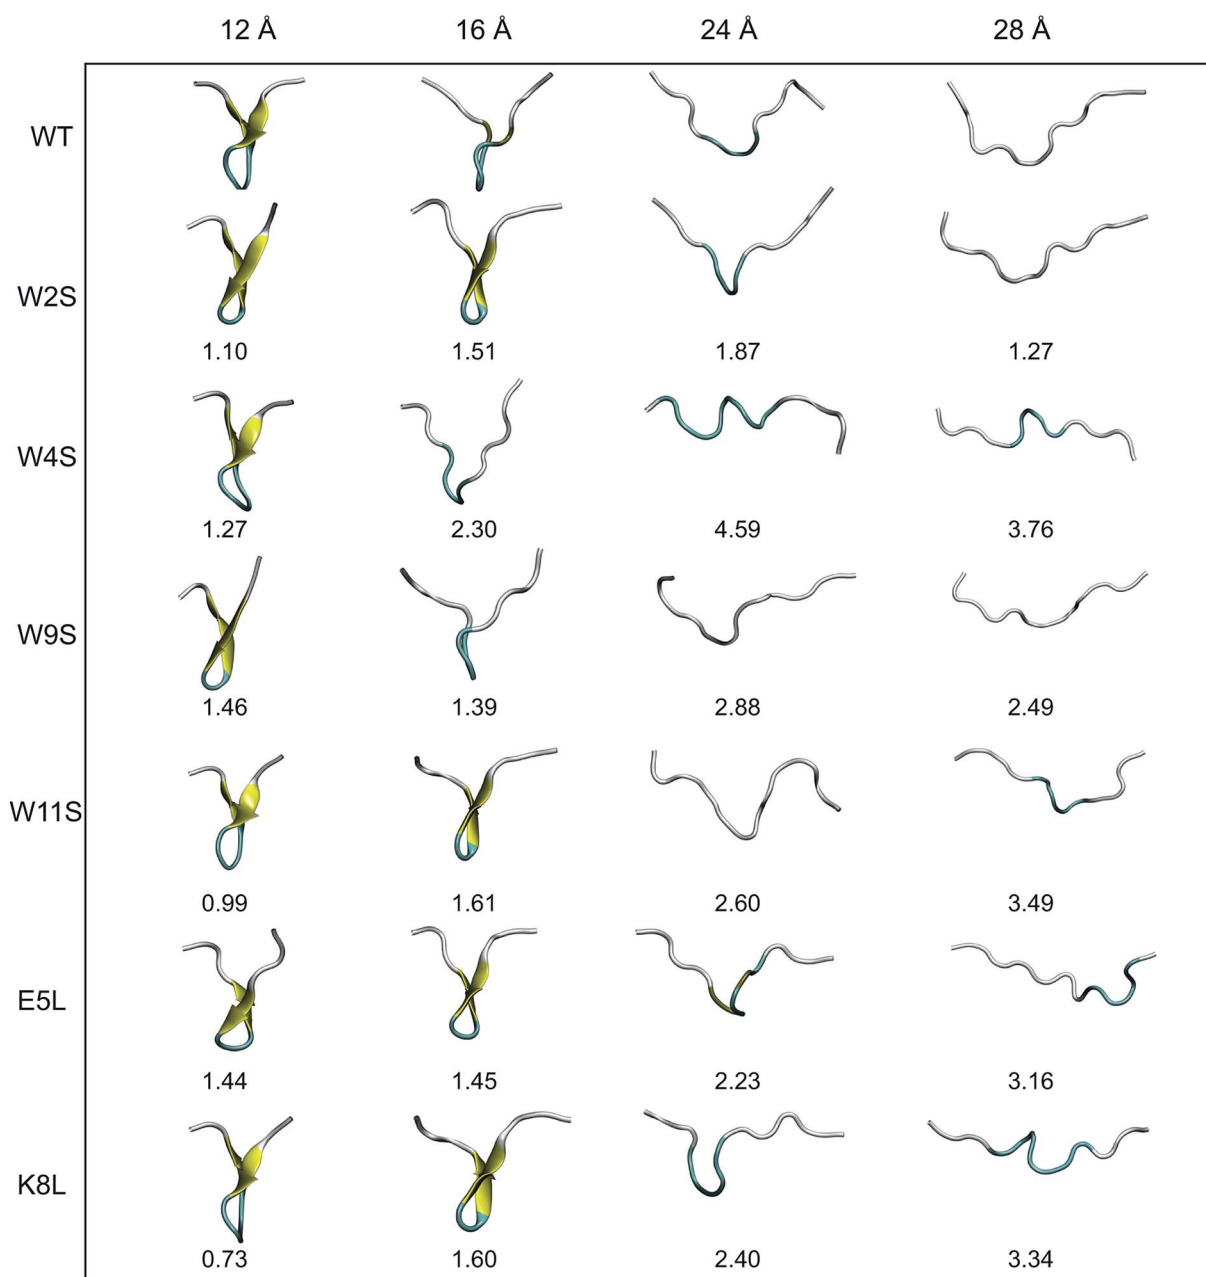 12 Å 16 Å 24 Å 28 Å
WT
W2S
1.10 1.51 1.87 1.27
W4S
1.27 2.30 4.59 3.76
W9S
1.46 1.39 2.88 2.49
W11S
0.99 1.61 2.60 3.49
E5L
1.44 1.45 2.23 3.16
K8L
0.73 1.60 2.40 3.34